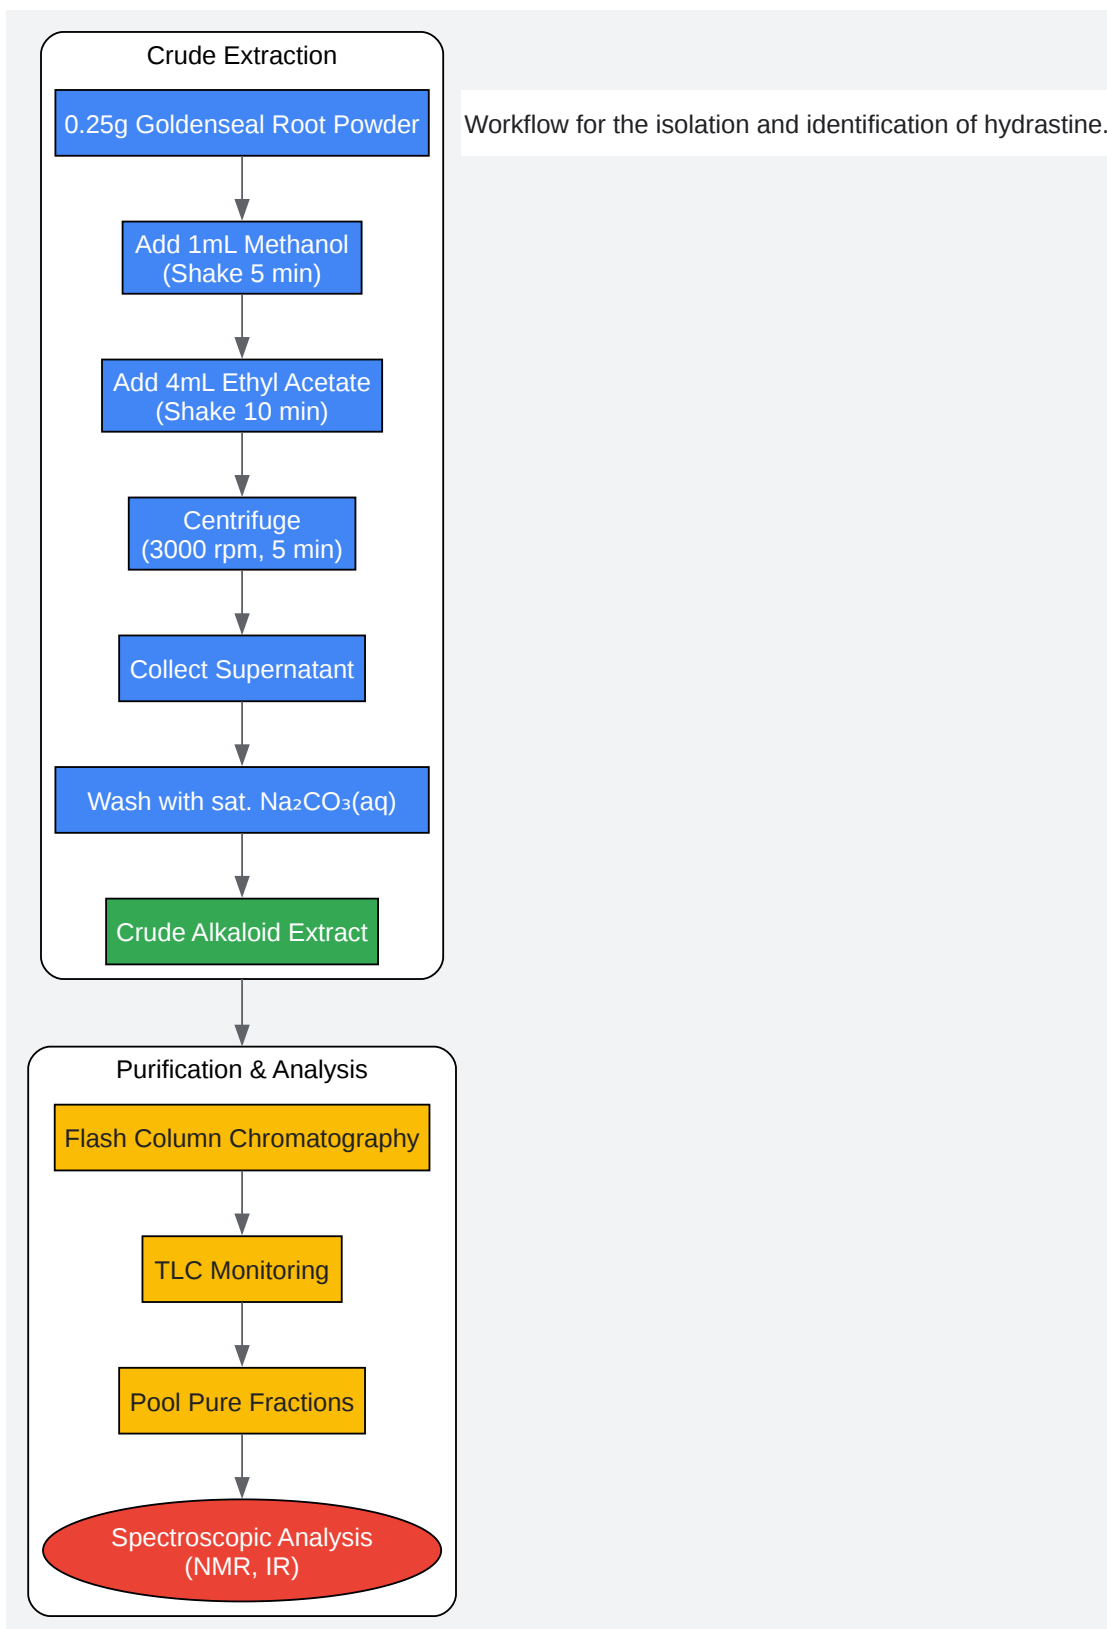 Crude Extraction
0.25g Goldenseal Root Powder
Workflow for the isolation and identification of hydrastine.
Add 1mL Methanol
(Shake 5 min)
Add 4mL Ethyl Acetate
(Shake 10 min)
Centrifuge
(3000 rpm, 5 min)
Collect Supernatant
Wash with sat. Na₂CO₃(aq)
Crude Alkaloid Extract
Purification & Analysis
Flash Column Chromatography
TLC Monitoring
Pool Pure Fractions
Spectroscopic Analysis
(NMR, IR)